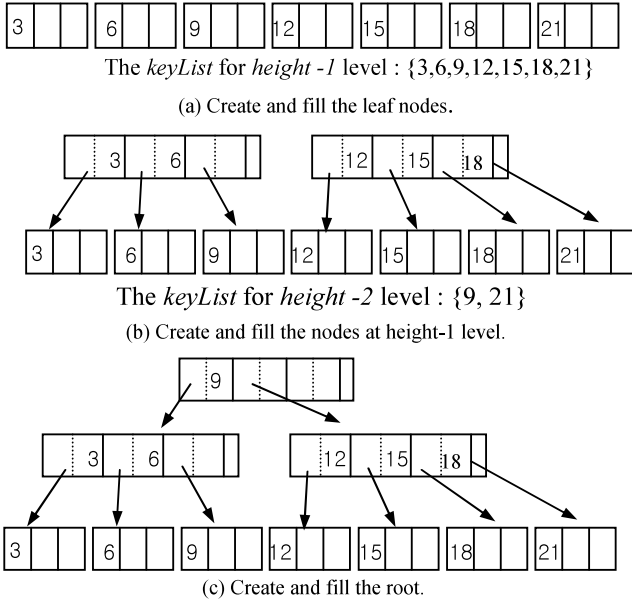 3 6 9 12 15 18 21
The keyList for height -1 level : {3,6,9,12,15,18,21}
(a) Create and fill the leaf nodes.
3 6 12 15 18
3 6 9 12 15 18 21
The keyList for height -2 level : {9, 21}
(b) Create and fill the nodes at height-1 level.
9
3 6 12 15 18
3 6 9 12 15 18 21
(c) Create and fill the root.